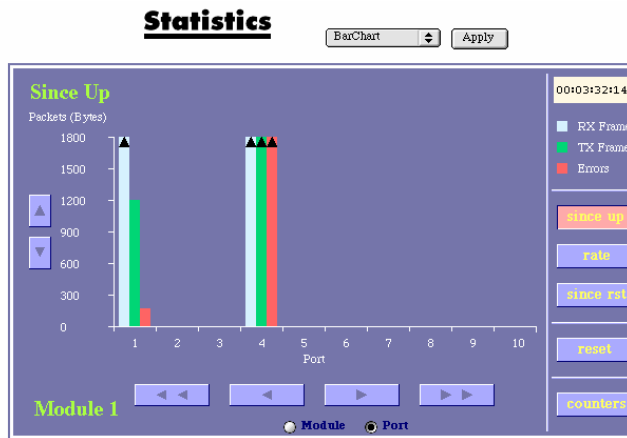 Statistics
BarChart Apply
Since Up
00:03:32:14
Packets (Bytes)
RX Frame
TX Frame
Errors
1800
1500
1200
900
600
300
0
1 2 3 4 5 6 7 8 9 10
Port
since up
rate
since rst
reset
counters
Module 1
Module Port